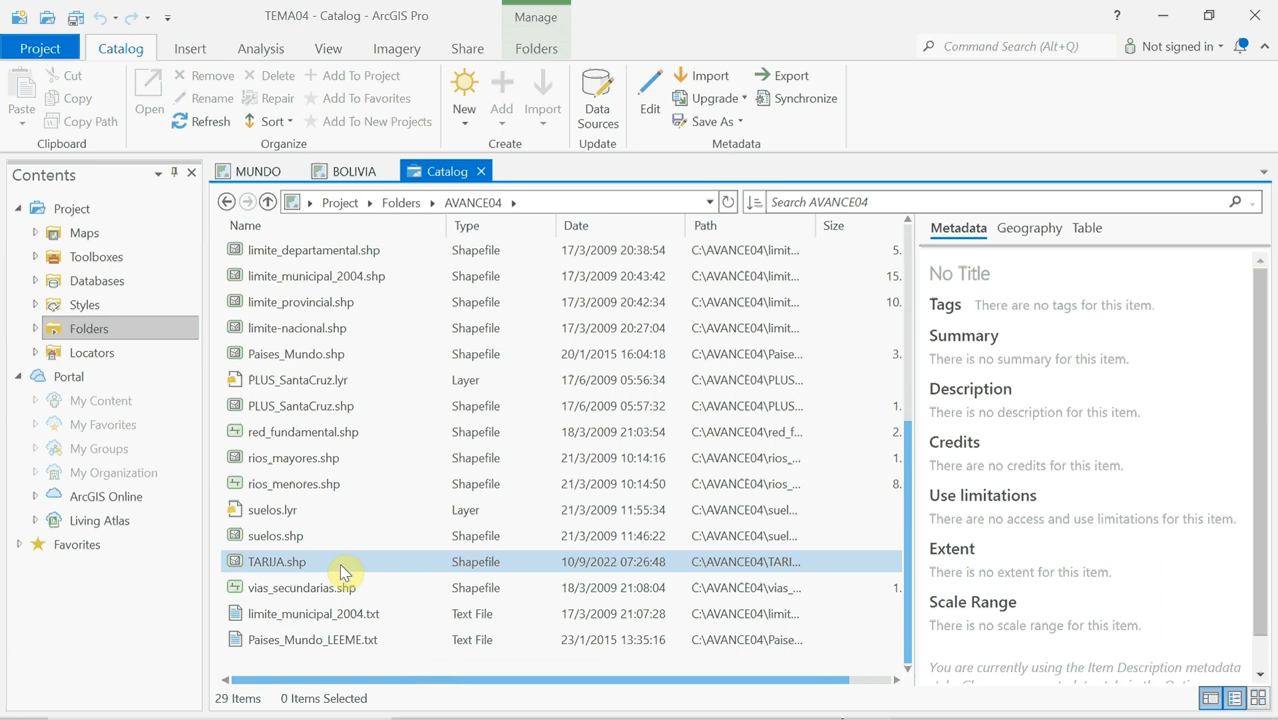 TEMA04 - Catalog - ArcGIS Pro
Manage
?
Project
Catalog
Insert
Analysis
View
Imagery
Share
Folders
Command Search (Alt+Q)
Not signed in
Paste
Cut
Copy
Copy Path
Clipboard
Open
Remove
Delete
Add To Project
Rename
Repair
Add To Favorites
Refresh
Sort
Add To New Projects
Organize
New
Add
Import
Create
Data
Sources
Update
Edit
Import
Export
Upgrade
Synchronize
Save As
Metadata
Contents
Project
Maps
Toolboxes
Databases
Styles
Folders
Locators
Portal
My Content
My Favorites
My Groups
My Organization
ArcGIS Online
Living Atlas
Favorites
MUNDO
BOLIVIA
Catalog
Project
Folders
AVANCE04
Search AVANCE04
Name Type Date Path Size
limite_departamental.shp Shapefile 17/3/2009 20:38:54 C:\AVANCE04\limit... 5.
limite_municipal_2004.shp Shapefile 17/3/2009 20:43:42 C:\AVANCE04\limit... 15.
limite_provincial.shp Shapefile 17/3/2009 20:42:34 C:\AVANCE04\limit... 10.
limite-nacional.shp Shapefile 17/3/2009 20:27:04 C:\AVANCE04\limit...
Paises_Mundo.shp Shapefile 20/1/2015 16:04:18 C:\AVANCE04\Paise... 3.
PLUS_SantaCruz.lyr Layer 17/6/2009 05:56:34 C:\AVANCE04\PLUS...
PLUS_SantaCruz.shp Shapefile 17/6/2009 05:57:32 C:\AVANCE04\PLUS... 1.
red_fundamental.shp Shapefile 18/3/2009 21:03:54 C:\AVANCE04\red_f... 2.
rios_mayores.shp Shapefile 21/3/2009 10:14:16 C:\AVANCE04\rios_... 1.
rios_menores.shp Shapefile 21/3/2009 10:14:50 C:\AVANCE04\rios_... 8.
suelos.lyr Layer 21/3/2009 11:55:34 C:\AVANCE04\suel...
suelos.shp Shapefile 21/3/2009 11:46:22 C:\AVANCE04\suel...
TARIJA.shp Shapefile 10/9/2022 07:26:48 C:\AVANCE04\TARI...
vias_secundarias.shp Shapefile 18/3/2009 21:08:04 C:\AVANCE04\vias_... 1.
limite_municipal_2004.txt Text File 17/3/2009 21:07:28 C:\AVANCE04\limit...
Paises_Mundo_LEEME.txt Text File 23/1/2015 13:35:16 C:\AVANCE04\Paise...
29 Items 0 Items Selected
Metadata Geography Table
No Title
Tags There are no tags for this item.
Summary
There is no summary for this item.
Description
There is no description for this item.
Credits
There are no credits for this item.
Use limitations
There are no access and use limitations for this item.
Extent
There is no extent for this item.
Scale Range
There is no scale range for this item.
You are currently using the Item Description metadata